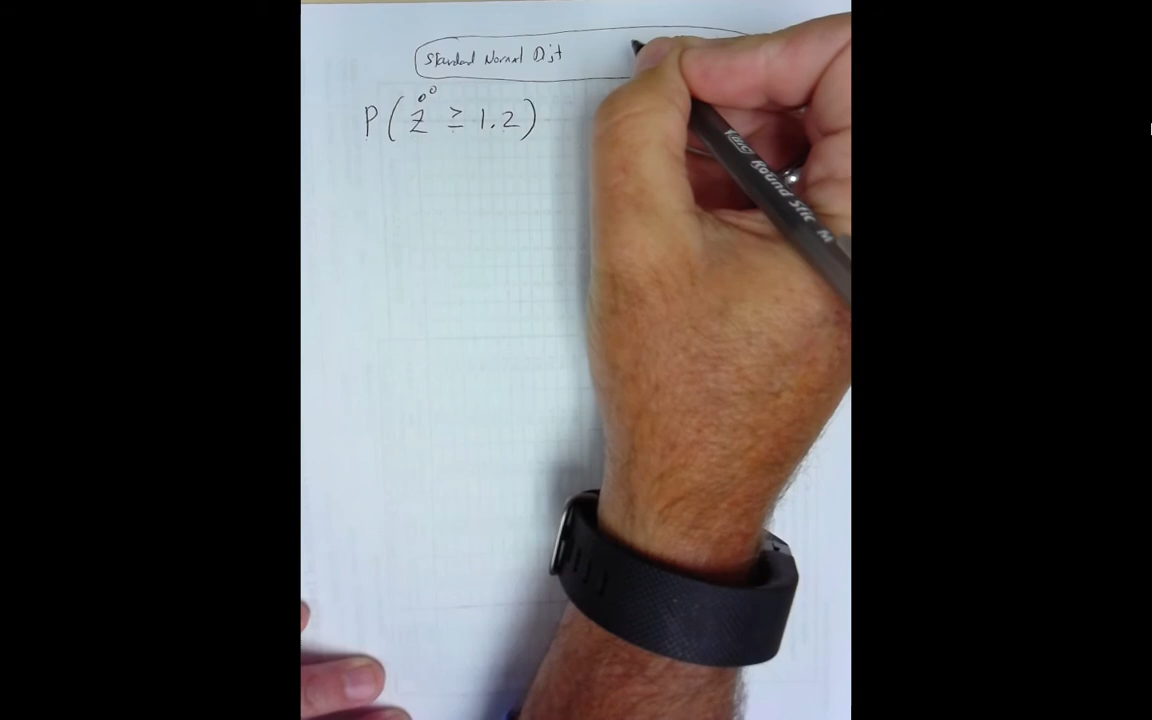 Standard Normal Dist
P(Z ≥ 1.2)
BIC Round Stic M